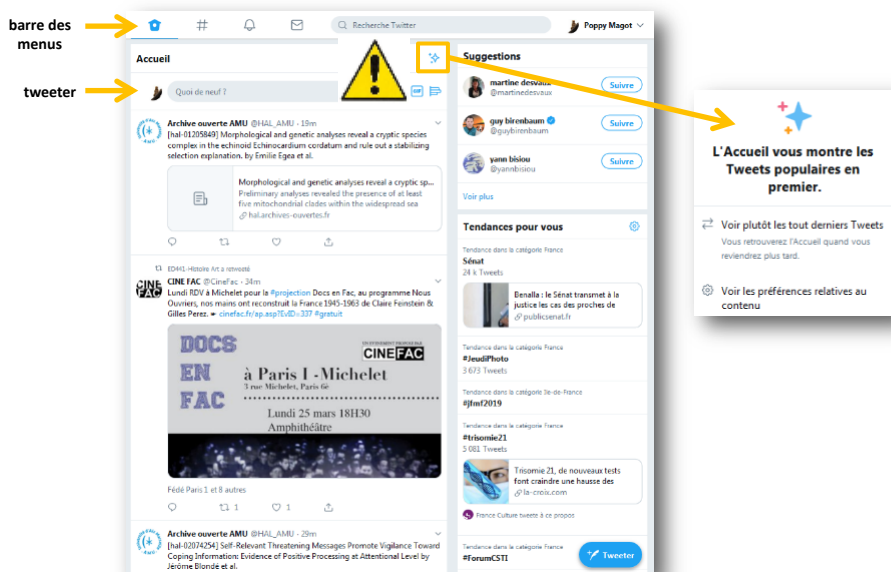 barre des
menus
Recherche Twitter
Poppy Magot
Accueil
tweeter
Quoi de neuf ?
GIF
Archive ouverte AMU @HAL_AMU · 19m
[hal-01205849] Morphological and genetic analyses reveal a cryptic species
complex in the echinoid Echinocardium cordatum and rule out a stabilizing
selection explanation. by Emilie Egea et al.
Morphological and genetic analyses reveal a cryptic sp...
Preliminary analyses revealed the presence of at least
five mitochondrial clades within the widespread sea
hal.archives-ouvertes.fr
ED441-Histoire Art a retweeté
CINE FAC @CineFac · 34m
Lundi RDV à Michelet pour la #projection Docs en Fac, au programme Nous
Ouvriers, nos mains ont reconstruit la France 1945-1963 de Claire Feinstein &
Gilles Perez. cinefac.fr/ap.asp?EvID=337 #gratuit
CINE
FAC
DOCS
EN
FAC
CINEFAC
à Paris I -Michelet
3 rue Michelet, Paris 6è
Lundi 25 mars 18H30
Amphithéâtre
Fédé Paris 1 et 8 autres
1
1
Archive ouverte AMU @HAL_AMU · 29m
[hal-02074254] Self-Relevant Threatening Messages Promote Vigilance Toward
Coping Information: Evidence of Positive Processing at Attentional Level by
Jérôme Blondé et al.
Suggestions
martine desvaux
@martinedesvaux
Suivre
guy birenbaum
@guybirenbaum
Suivre
yann bisiou
@yannbisiou
Suivre
Voir plus
Tendances pour vous
Tendance dans la catégorie France
Sénat
24 k Tweets
Benalla : le Sénat transmet à la
justice les cas des proches de
publicsenat.fr
Tendance dans la catégorie France
#JeudiPhoto
3 673 Tweets
Tendance dans la catégorie Ile-de-France
#jfmf2019
Tendance dans la catégorie France
#trisomie21
5 081 Tweets
Trisomie 21, de nouveaux tests
font craindre une hausse des
la-croix.com
France Culture tweete à ce propos
Tendance dans la catégorie France
#ForumCSTI
Tweeter
L'Accueil vous montre les
Tweets populaires en
premier.
Voir plutôt les tout derniers Tweets
Vous retrouverez l'Accueil quand vous
reviendrez plus tard.
Voir les préférences relatives au
contenu